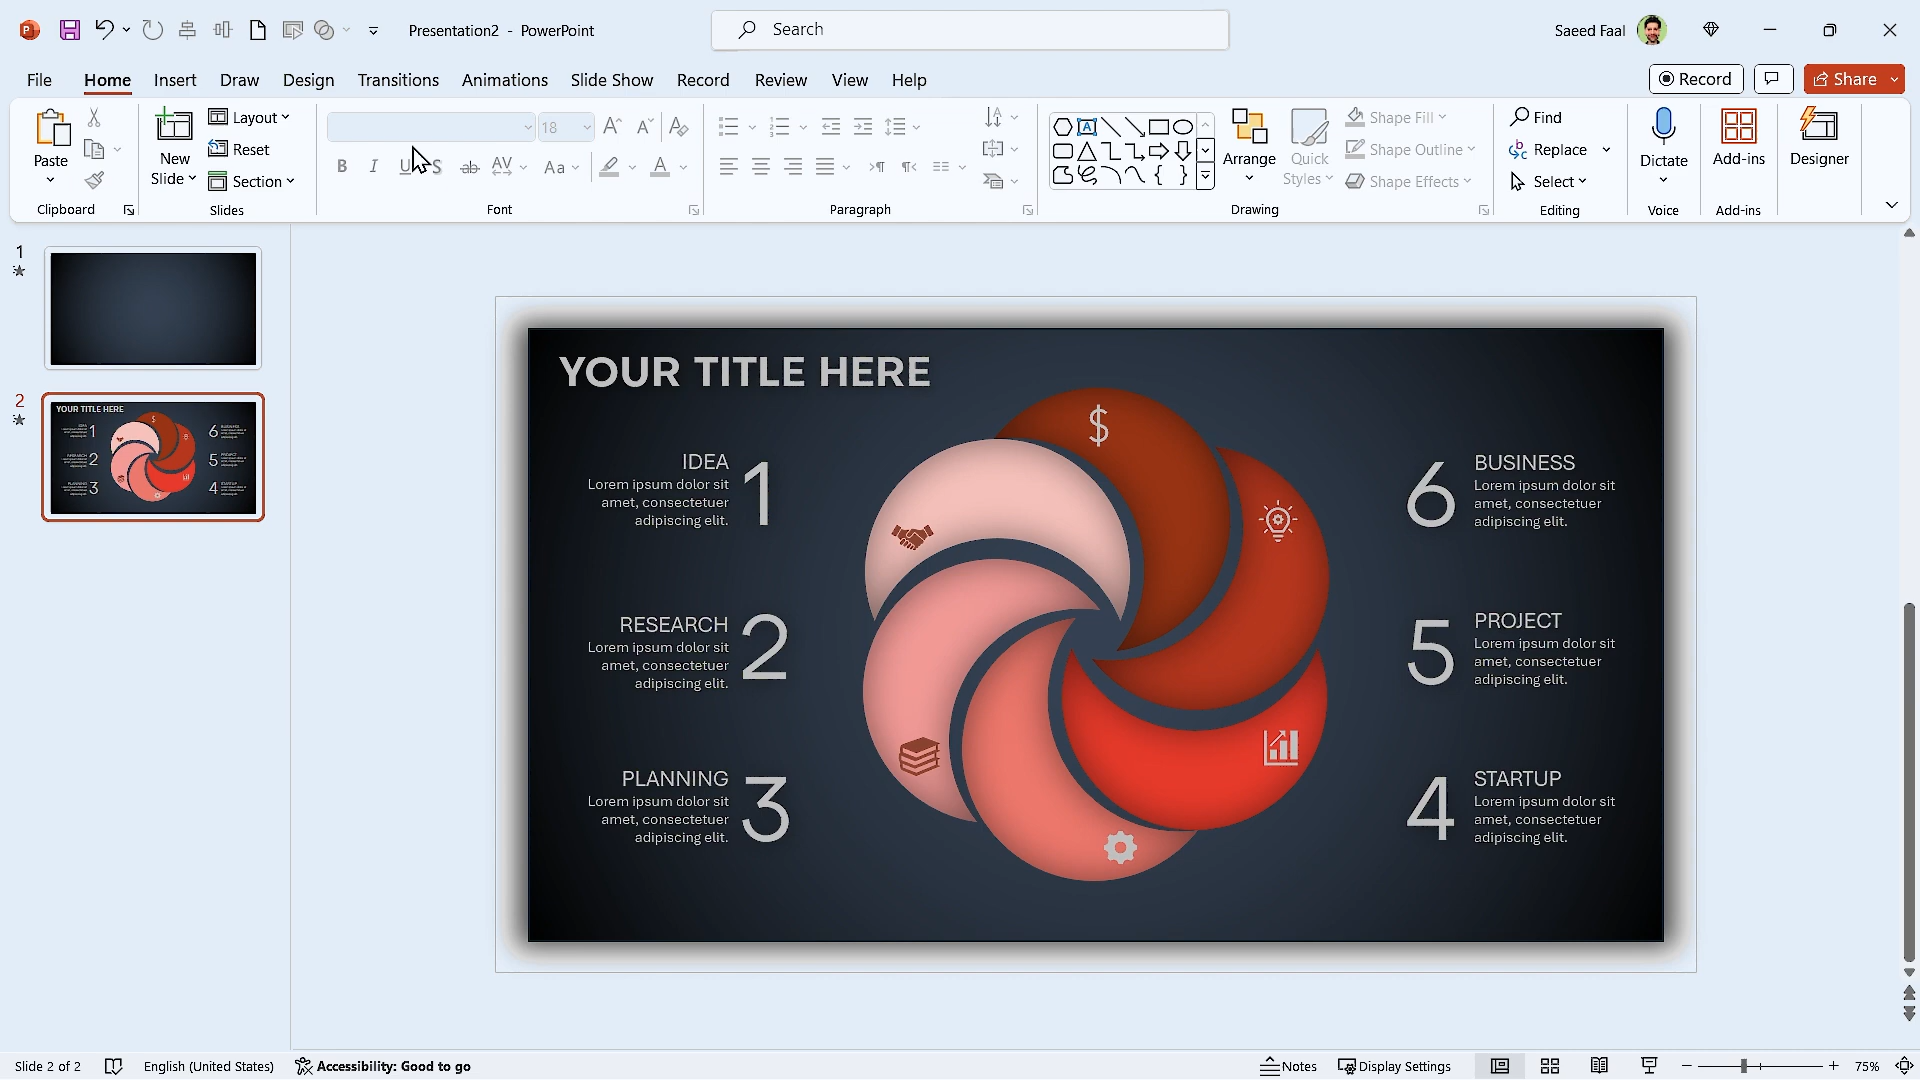 Presentation2 - PowerPoint
Search
Saeed Faal
File Home Insert Draw Design Transitions Animations Slide Show Record Review View Help
Record
Share
Paste
New Slide
Layout
Reset
Section
18
Shape Fill
Shape Outline
Shape Effects
Arrange
Quick Styles
Find
Replace
Select
Dictate
Add-ins
Designer
Clipboard
Slides
Font
Paragraph
Drawing
Editing
Voice
Add-ins
1
2
YOUR TITLE HERE
IDEA
Lorem ipsum dolor sit
amet, consectetuer
adipiscing elit.
1
RESEARCH
Lorem ipsum dolor sit
amet, consectetuer
adipiscing elit.
2
PLANNING
Lorem ipsum dolor sit
amet, consectetuer
adipiscing elit.
3
$
6
BUSINESS
Lorem ipsum dolor sit
amet, consectetuer
adipiscing elit.
5
PROJECT
Lorem ipsum dolor sit
amet, consectetuer
adipiscing elit.
4
STARTUP
Lorem ipsum dolor sit
amet, consectetuer
adipiscing elit.
Slide 2 of 2
English (United States)
Accessibility: Good to go
Notes
Display Settings
75%